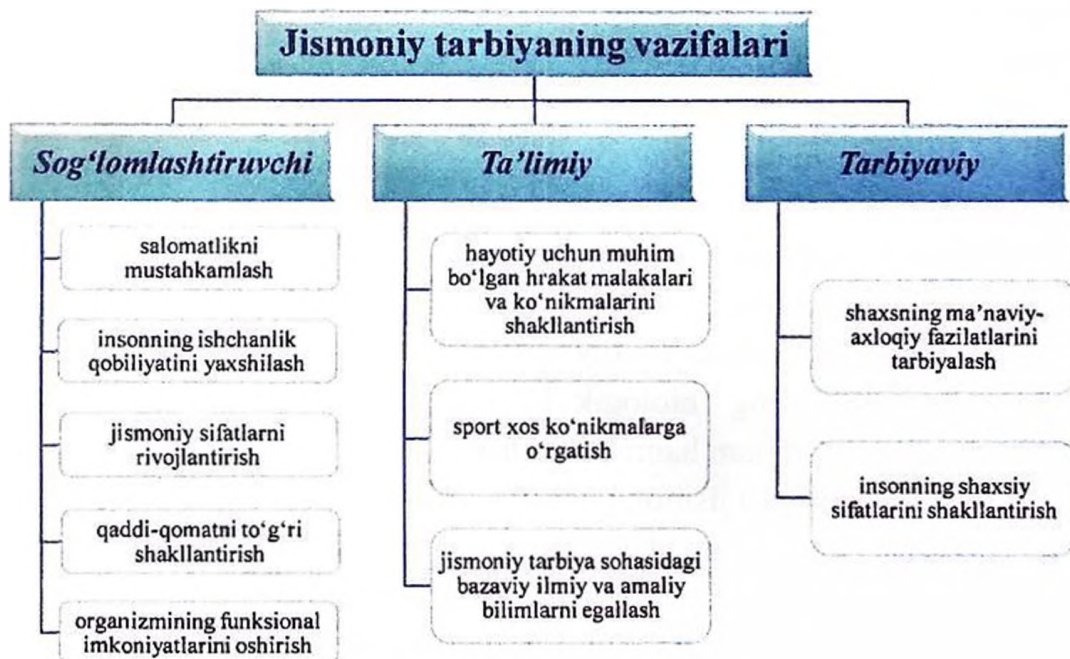 Jismoniy tarbiyaning vazifalari
Sog‘lomlashtiruvchi
salomatlikni
mustahkamlash
insonning ishchanlik
qobiliyatini yaxshilash
jismoniy sifatlarni
rivojlantirish
qaddi-qomatni to‘g‘ri
shakllantirish
organizmining funksional
imkoniyatlarini oshirish
Ta’limiy
hayotiy uchun muhim
bo‘lgan hrakat malakalari
va ko‘nikmalarini
shakllantirish
sport xos ko‘nikmalarga
o‘rgatish
jismoniy tarbiya sohasidagi
bazaviy ilmiy va amaliy
bilimlarni egallash
Tarbiyaviy
shaxsning ma’naviy-
axloqiy fazilatlarini
tarbiyalash
insonning shaxsiy
sifatlarini shakllantirish